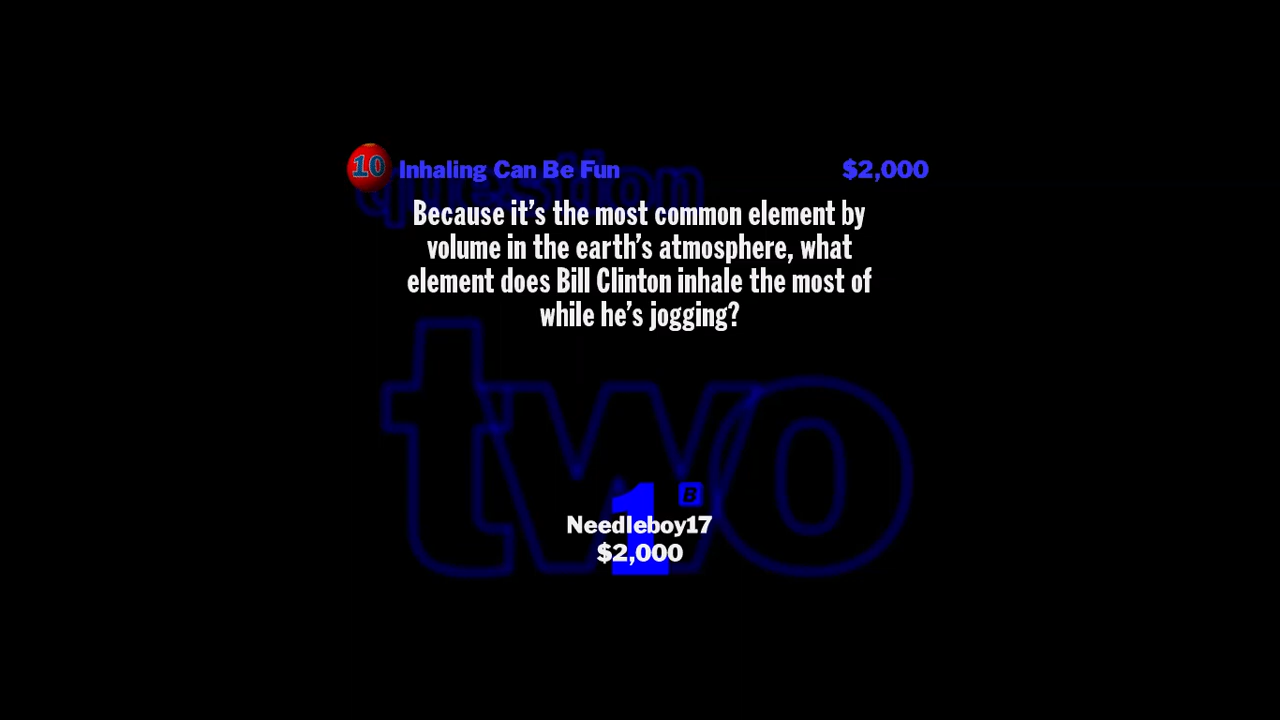 10 Inhaling Can Be Fun $2,000
question
Because it's the most common element by
volume in the earth's atmosphere, what
element does Bill Clinton inhale the most of
while he's jogging?
two
1 B
Needleboy17
$2,000